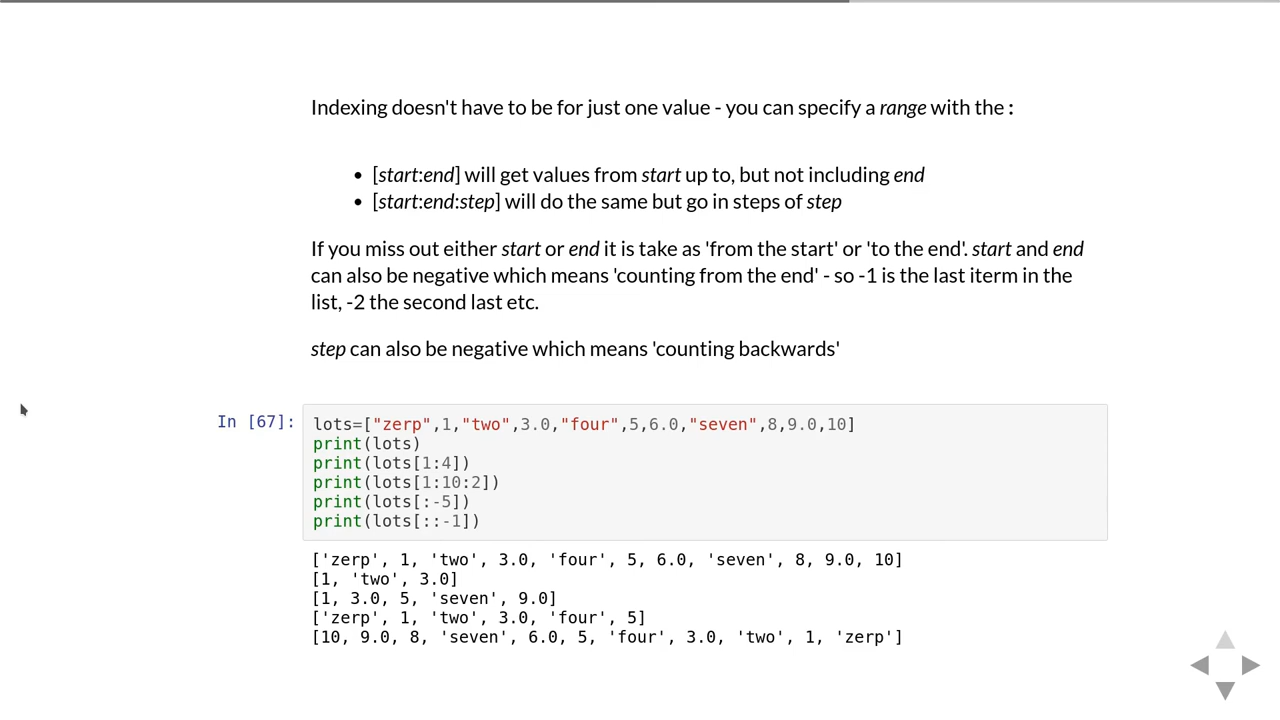 Indexing doesn't have to be for just one value - you can specify a range with the :
• [start:end] will get values from start up to, but not including end
• [start:end:step] will do the same but go in steps of step
If you miss out either start or end it is take as 'from the start' or 'to the end'. start and end
can also be negative which means 'counting from the end' - so -1 is the last iterm in the
list, -2 the second last etc.
step can also be negative which means 'counting backwards'
In [67]: lots=["zerp",1,"two",3.0,"four",5,6.0,"seven",8,9.0,10]
print(lots)
print(lots[1:4])
print(lots[1:10:2])
print(lots[:-5])
print(lots[::-1])
['zerp', 1, 'two', 3.0, 'four', 5, 6.0, 'seven', 8, 9.0, 10]
[1, 'two', 3.0]
[1, 3.0, 5, 'seven', 9.0]
['zerp', 1, 'two', 3.0, 'four', 5]
[10, 9.0, 8, 'seven', 6.0, 5, 'four', 3.0, 'two', 1, 'zerp']